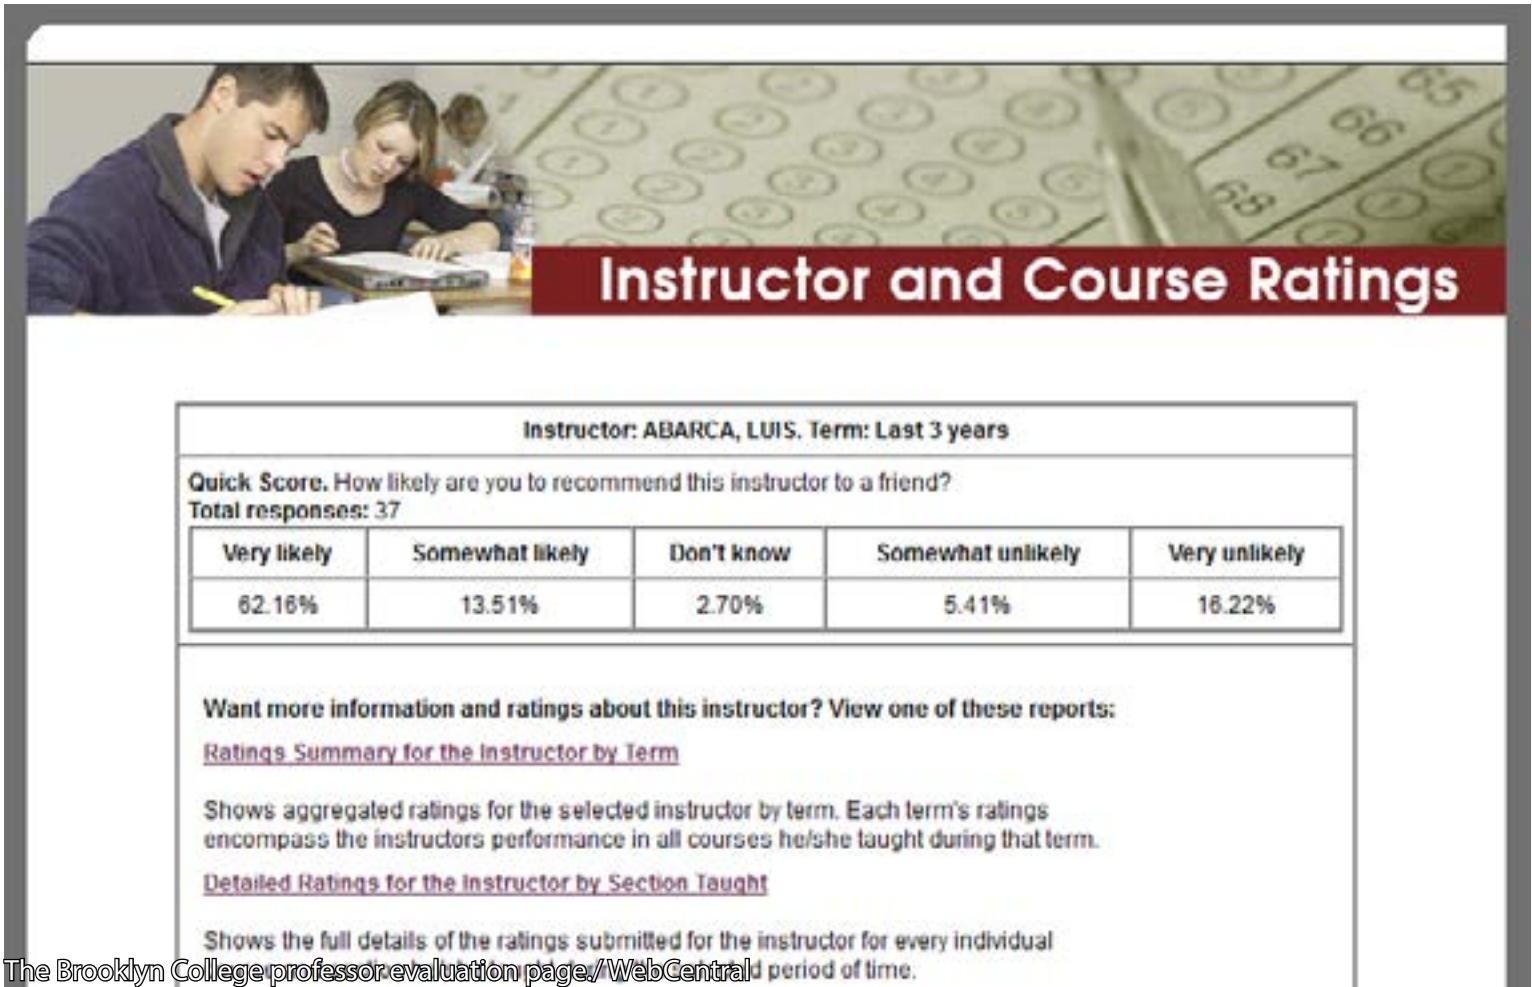 65
66
67
68
Instructor and Course Ratings
Instructor: ABARCA, LUIS. Term: Last 3 years
Quick Score. How likely are you to recommend this instructor to a friend?
Total responses: 37
Very likely Somewhat likely Don't know Somewhat unlikely Very unlikely
62.16% 13.51% 2.70% 5.41% 16.22%
Want more information and ratings about this instructor? View one of these reports:
Ratings Summary for the Instructor by Term
Shows aggregated ratings for the selected instructor by term. Each term's ratings
encompass the instructors performance in all courses he/she taught during that term.
Detailed Ratings for the Instructor by Section Taught
Shows the full details of the ratings submitted for the instructor for every individual
period of time.
The Brooklyn College professor evaluation page./ WebCentral